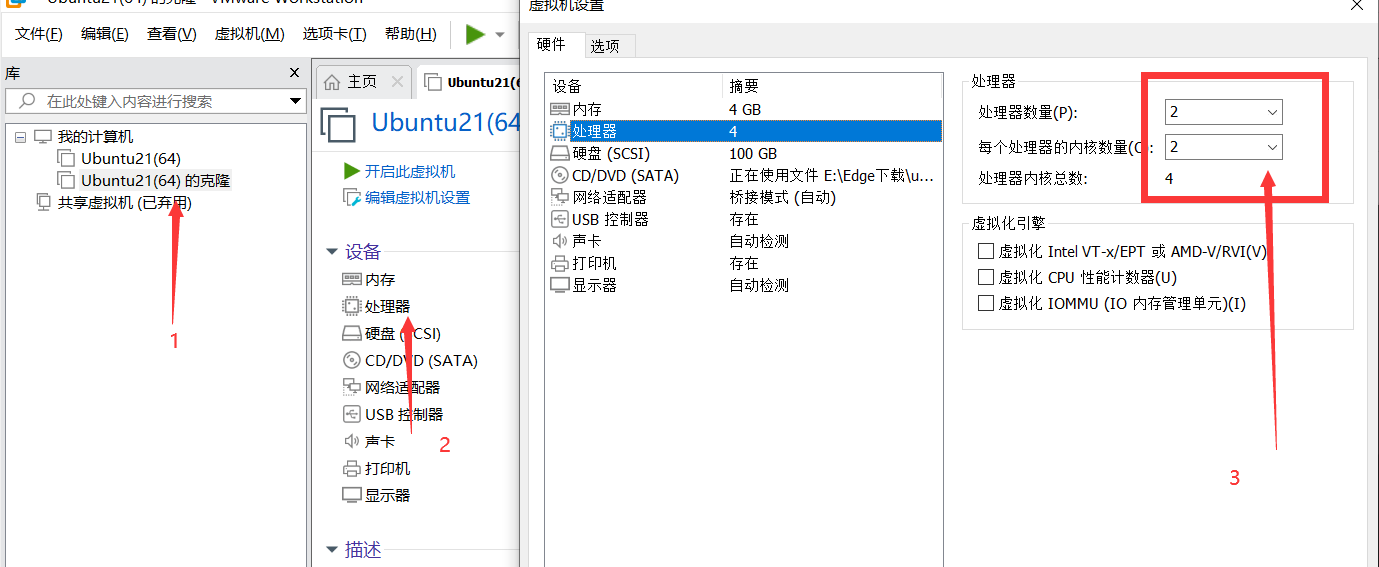 Ubuntu21(64) 的克隆 - VMware Workstation
文件(F) 编辑(E) 查看(V) 虚拟机(M) 选项卡(T) 帮助(H)
库
在此处键入内容进行搜索
我的计算机
Ubuntu21(64)
Ubuntu21(64) 的克隆
共享虚拟机 (已弃用)
1
主页
Ubuntu21(6
Ubuntu21(64
开启此虚拟机
编辑虚拟机设置
设备
内存
处理器
硬盘 (SCSI)
CD/DVD (SATA)
网络适配器
USB 控制器
声卡
打印机
显示器
2
描述
虚拟机设置
硬件 选项
设备 摘要
内存 4 GB
处理器 4
硬盘 (SCSI) 100 GB
CD/DVD (SATA) 正在使用文件 E:\Edge下载\u...
网络适配器 桥接模式 (自动)
USB 控制器 存在
声卡 自动检测
打印机 存在
显示器 自动检测
处理器
处理器数量(P): 2
每个处理器的内核数量(C: 2
处理器内核总数: 4
虚拟化引擎
虚拟化 Intel VT-x/EPT 或 AMD-V/RVI(V)
虚拟化 CPU 性能计数器(U)
虚拟化 IOMMU (IO 内存管理单元)(I)
3